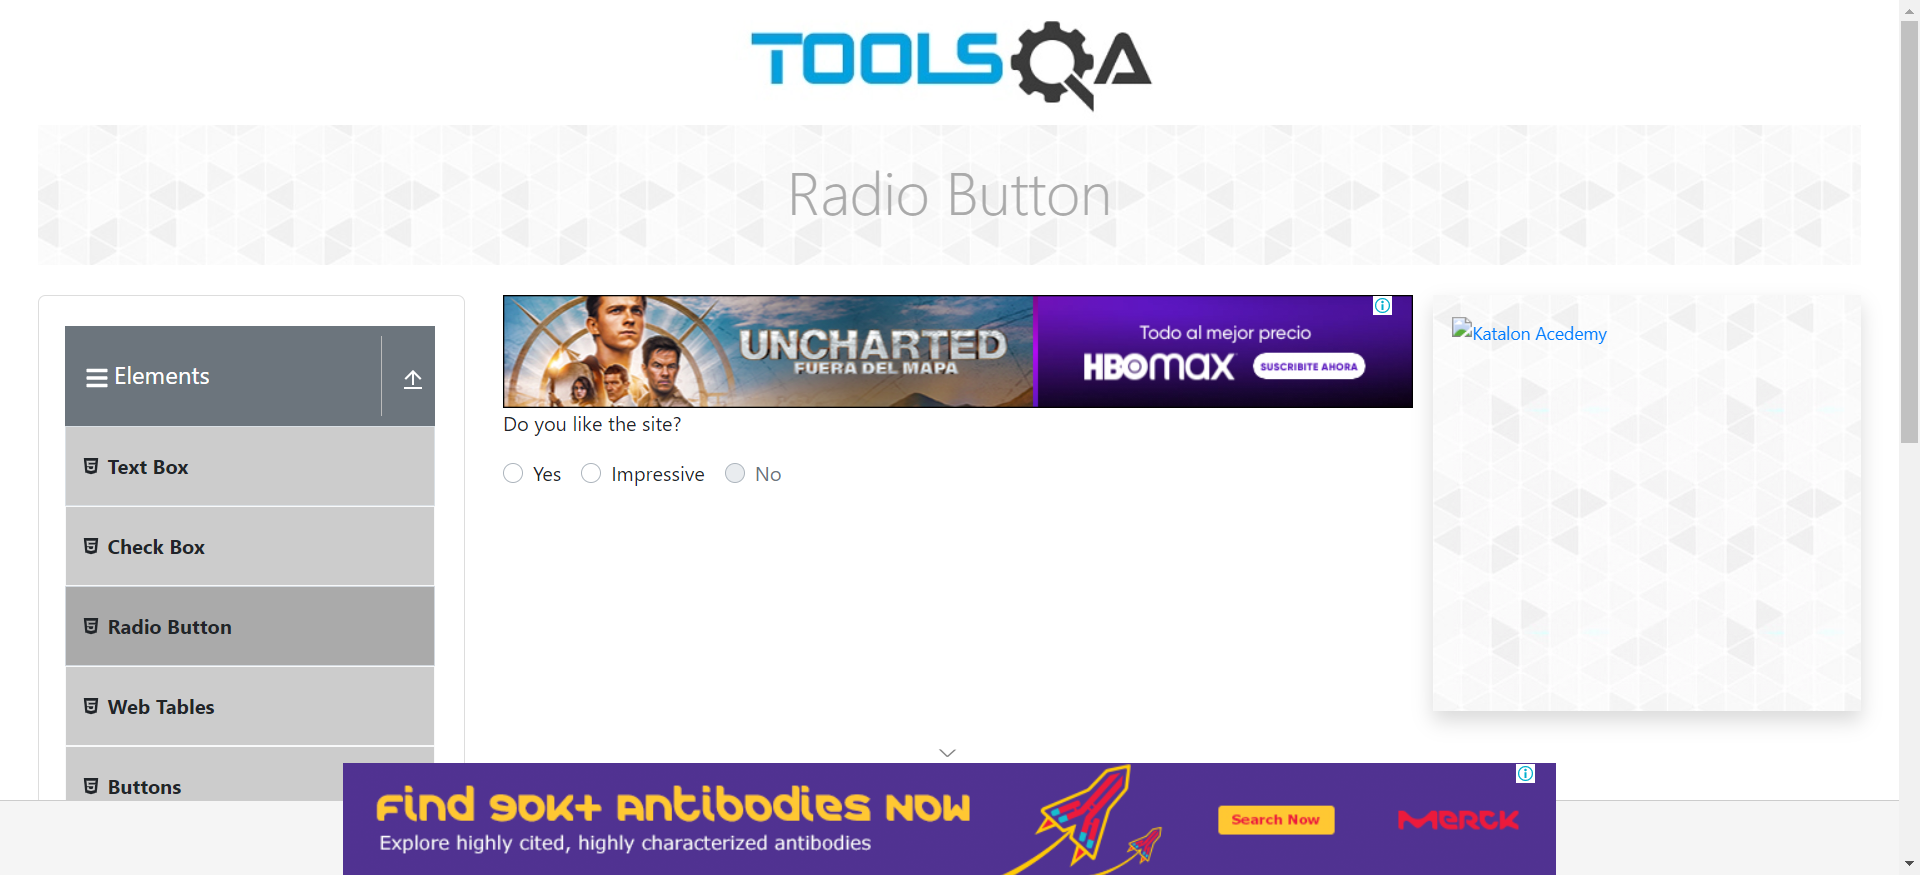 TOOLSQA
Radio Button
Elements
Text Box
Check Box
Radio Button
Web Tables
Buttons
UNCHARTED
FUERA DEL MAPA
Todo al mejor precio
HBOMAX
SUSCRIBITE AHORA
Do you like the site?
Yes Impressive No
Katalon Acedemy
Find 90K+ Antibodies Now
Explore highly cited, highly characterized antibodies
Search Now
MERCK